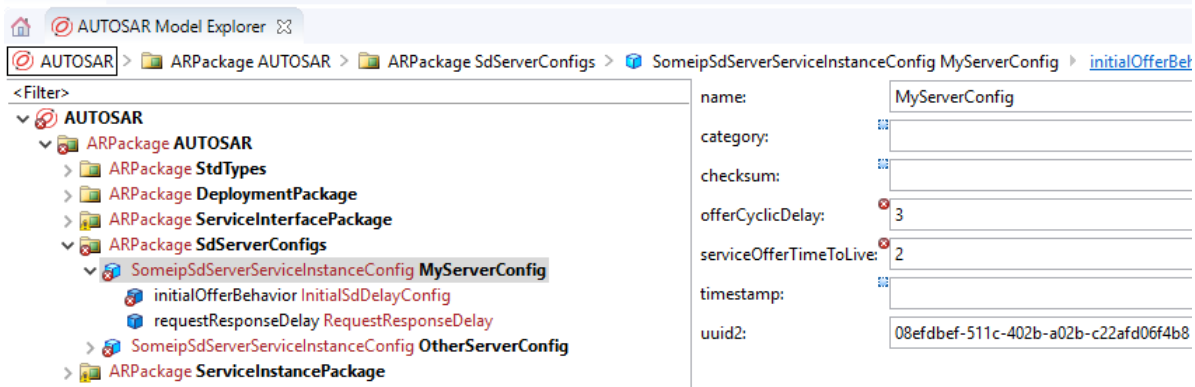 AUTOSAR Model Explorer
AUTOSAR > ARPackage AUTOSAR > ARPackage SdServerConfigs > SomeipSdServerServiceInstanceConfig MyServerConfig initialOfferBeh
<Filter>
AUTOSAR
ARPackage AUTOSAR
ARPackage StdTypes
ARPackage DeploymentPackage
ARPackage ServiceInterfacePackage
ARPackage SdServerConfigs
SomeipSdServerServiceInstanceConfig MyServerConfig
initialOfferBehavior InitialSdDelayConfig
requestResponseDelay RequestResponseDelay
SomeipSdServerServiceInstanceConfig OtherServerConfig
ARPackage ServiceInstancePackage
name: MyServerConfig
category:
checksum:
offerCyclicDelay: 3
serviceOfferTimeToLive: 2
timestamp:
uuid2: 08efdbef-511c-402b-a02b-c22afd06f4b8